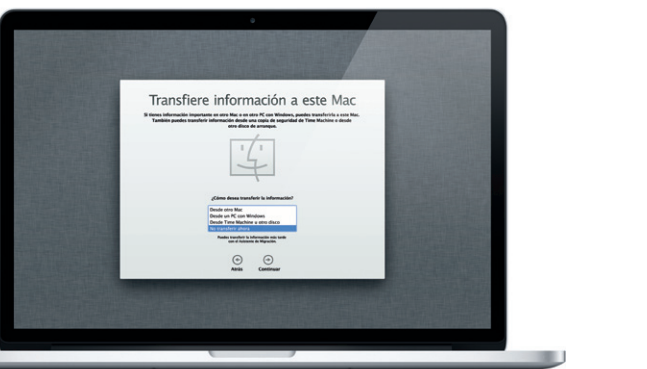 Transfiere información a este Mac
Si tienes información importante en otro Mac o en otro PC con Windows, puedes transferirla a este Mac.
También puedes transferir información desde una copia de seguridad de Time Machine o desde
otro disco de arranque.
¿Cómo desea transferir la información?
Desde otro Mac
Desde un PC con Windows
Desde Time Machine u otro disco
No transferir ahora
Puedes transferir la información más tarde
con el Asistente de Migración.
Atrás Continuar